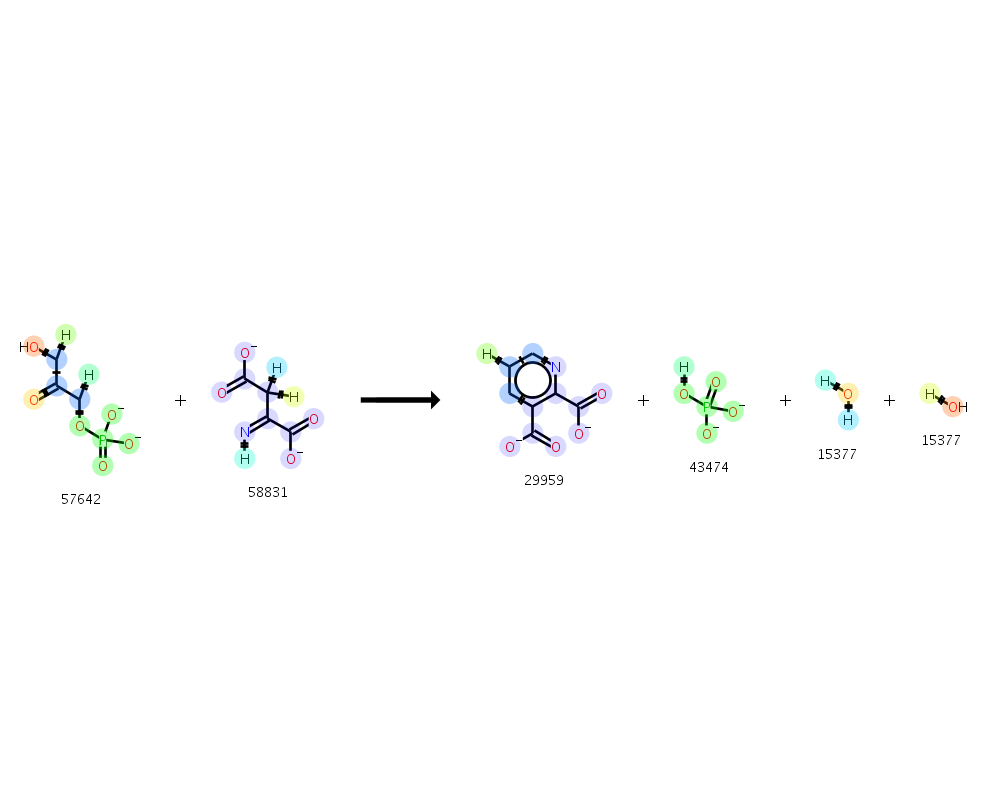 HO H H O O O⁻ P O⁻ O
57642
+
O⁻ O H H N H O O⁻
58831
H N O O⁻ O⁻ O
29959
+
H O O P O⁻ O⁻
43474
+
H O H
15377
+
H OH
15377